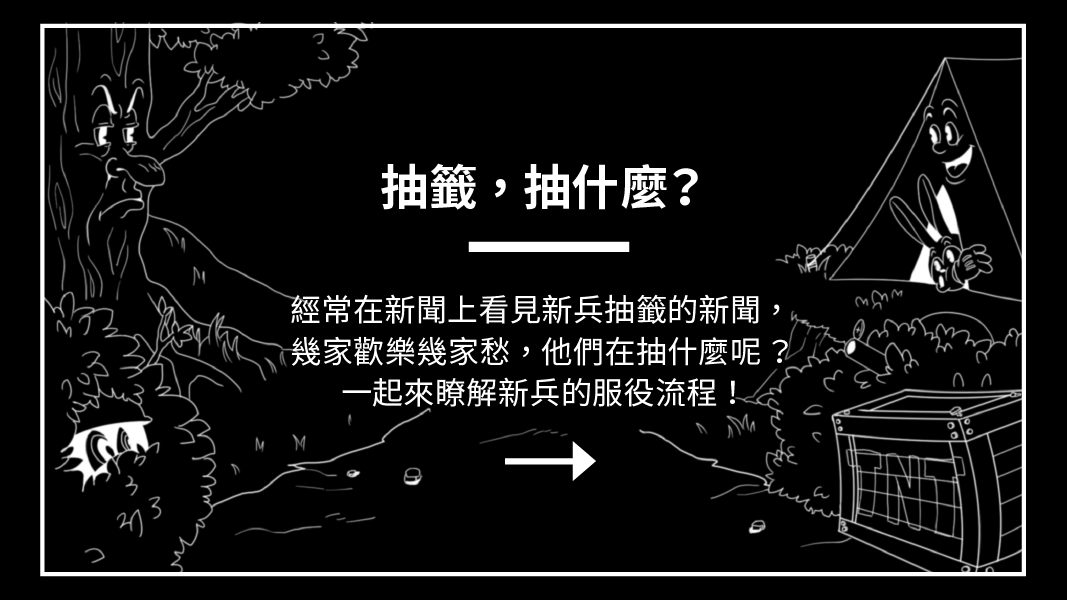 抽籤，抽什麼？
經常在新聞上看見新兵抽籤的新聞，
幾家歡樂幾家愁，他們在抽什麼呢？
一起來瞭解新兵的服役流程！
TNT